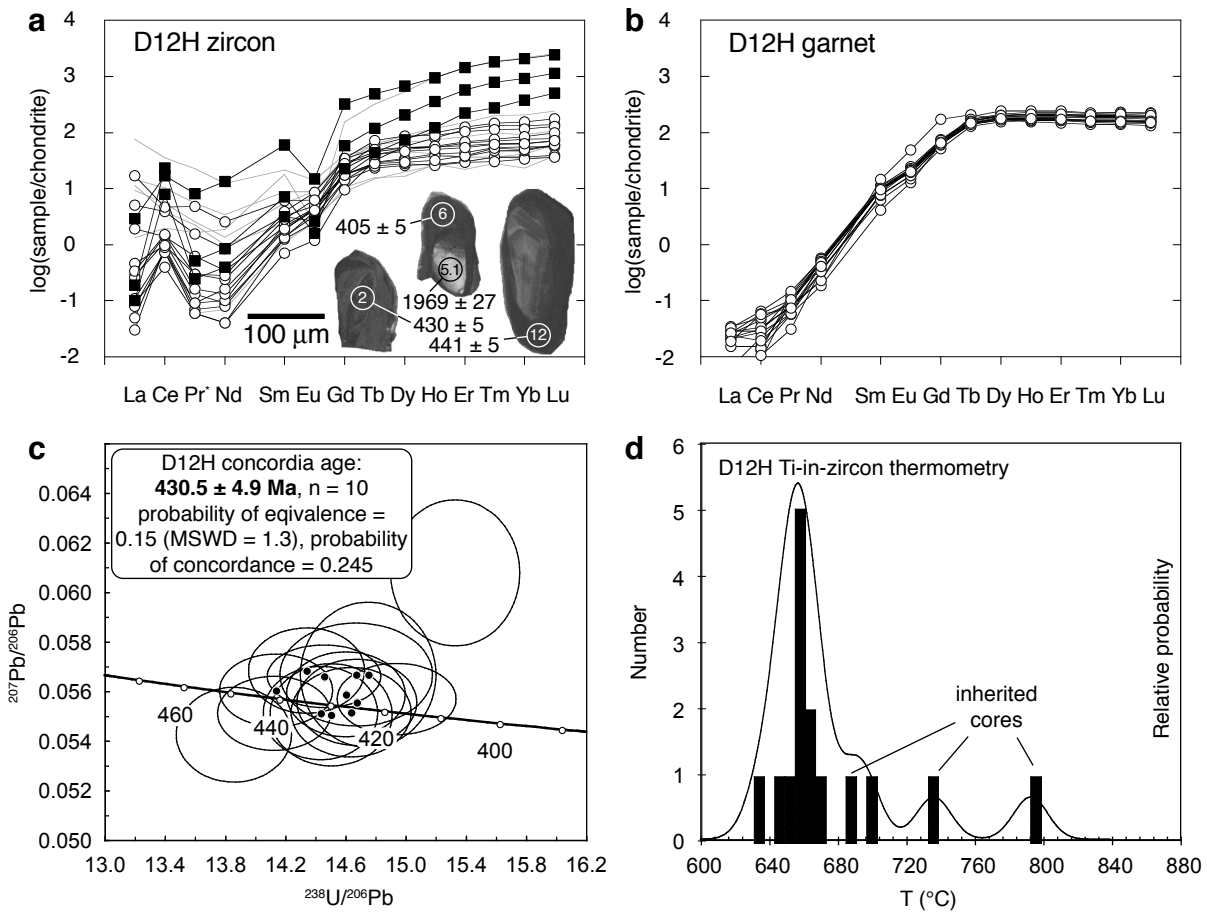 a
D12H zircon
log(sample/chondrite)
4
3
2
1
0
-1
-2
405 ± 5
6
5.1
1969 ± 27
2
430 ± 5
441 ± 5
12
100 µm
La Ce Pr* Nd Sm Eu Gd Tb Dy Ho Er Tm Yb Lu
b
D12H garnet
log(sample/chondrite)
4
3
2
1
0
-1
-2
La Ce Pr Nd Sm Eu Gd Tb Dy Ho Er Tm Yb Lu
c
D12H concordia age:
430.5 ± 4.9 Ma, n = 10
probability of eqivalence =
0.15 (MSWD = 1.3), probability
of concordance = 0.245
207Pb/206Pb
0.064
0.062
0.060
0.058
0.056
0.054
0.052
0.050
460
440
420
400
13.0 13.4 13.8 14.2 14.6 15.0 15.4 15.8 16.2
238U/206Pb
d
D12H Ti-in-zircon thermometry
Number
6
5
4
3
2
1
0
inherited
cores
Relative probability
600 640 680 720 760 800 840 880
T (°C)